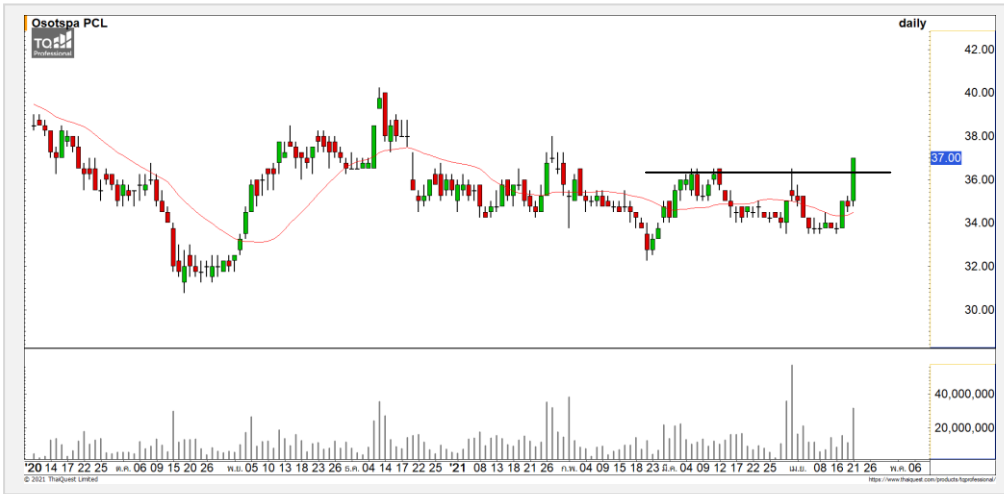 Osotspa PCL
daily
TQ
Professional
42.00
40.00
38.00
37.00
36.00
34.00
32.00
30.00
40,000,000
20,000,000
'20 14 17 22 25 ต.ค. 06 09 15 20 26 พ.ย. 05 10 13 18 23 26 ธ.ค. 04 14 17 22 25 '21 08 13 18 21 26 ก.พ. 04 09 15 18 23 มี.ค. 04 09 12 17 22 25 เม.ย. 08 16 21 26 พ.ค. 06
© 2021 ThaiQuest Limited
https://www.thaiquest.com/products/tqprofessional/